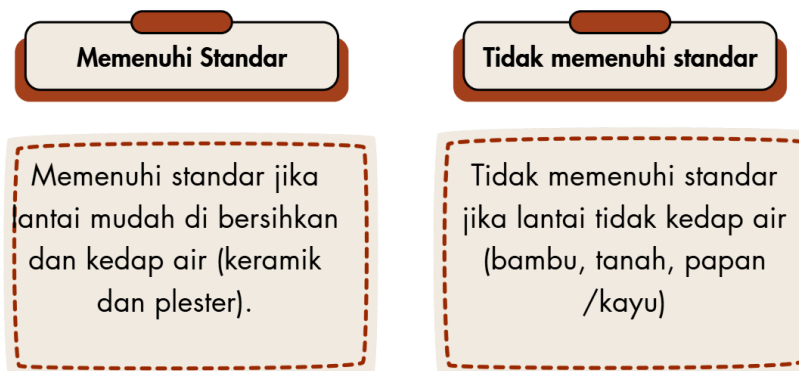 Memenuhi Standar
Memenuhi standar jika
lantai mudah di bersihkan
dan kedap air (keramik
dan plester).
Tidak memenuhi standar
Tidak memenuhi standar
jika lantai tidak kedap air
(bambu, tanah, papan
/kayu)